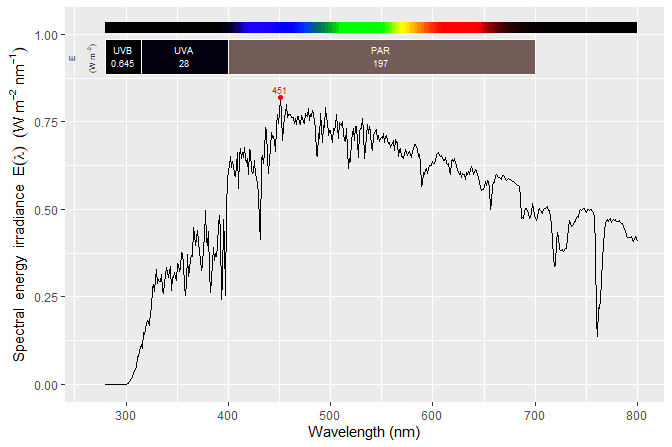 1.00
0.75
0.50
0.25
0.00
Spectral energy irradiance E(λ) (W m⁻² nm⁻¹)
E
(W m⁻²)
UVB
0.645
UVA
28
PAR
197
451
300
400
500
600
700
800
Wavelength (nm)